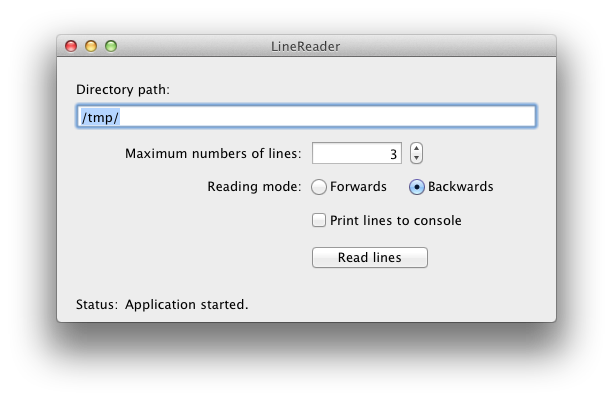 LineReader
Directory path:
/tmp/
Maximum numbers of lines: 3
Reading mode: Forwards Backwards
Print lines to console
Read lines
Status: Application started.